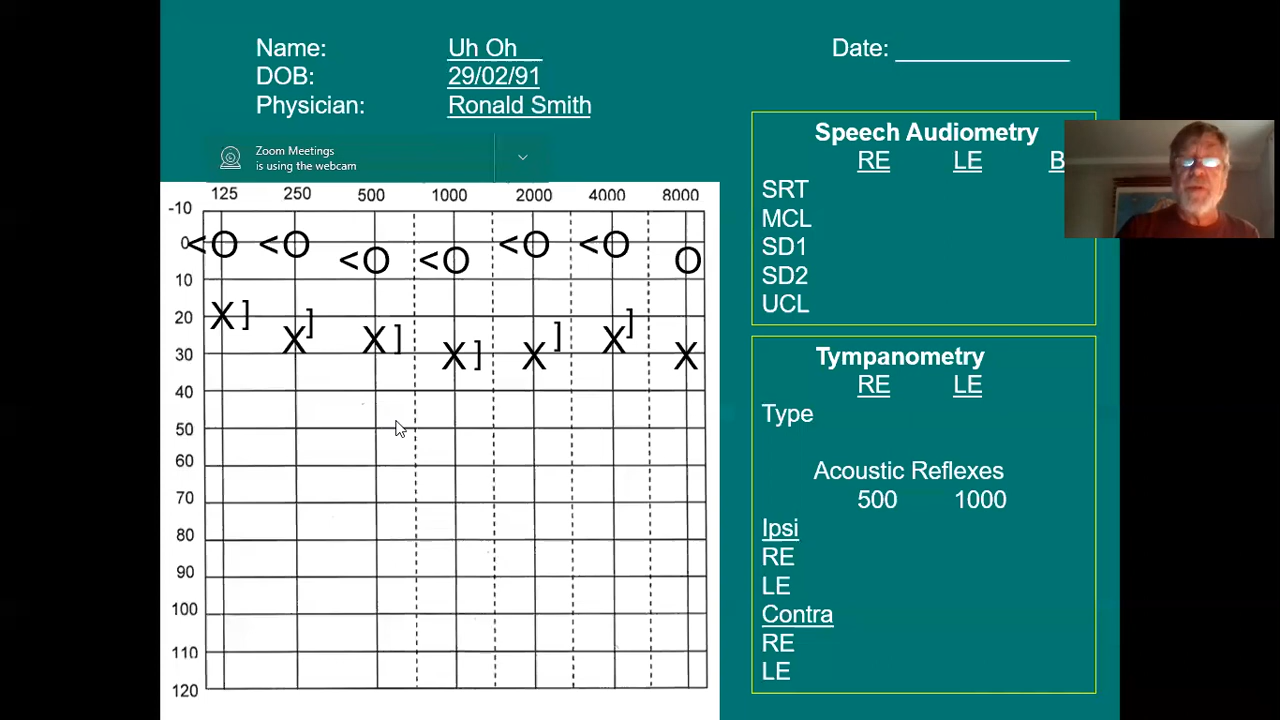 Name: Uh Oh
DOB: 29/02/91
Physician: Ronald Smith
Date:
Zoom Meetings
is using the webcam
125 250 500 1000 2000 4000 8000
-10
0 <O <O <O <O <O <O O
10
20 X ] X ] X ] X ] X ] X ] X
30
40
50
60
70
80
90
100
110
120
Speech Audiometry
RE LE B
SRT
MCL
SD1
SD2
UCL
Tympanometry
RE LE
Type
Acoustic Reflexes
500 1000
Ipsi
RE
LE
Contra
RE
LE